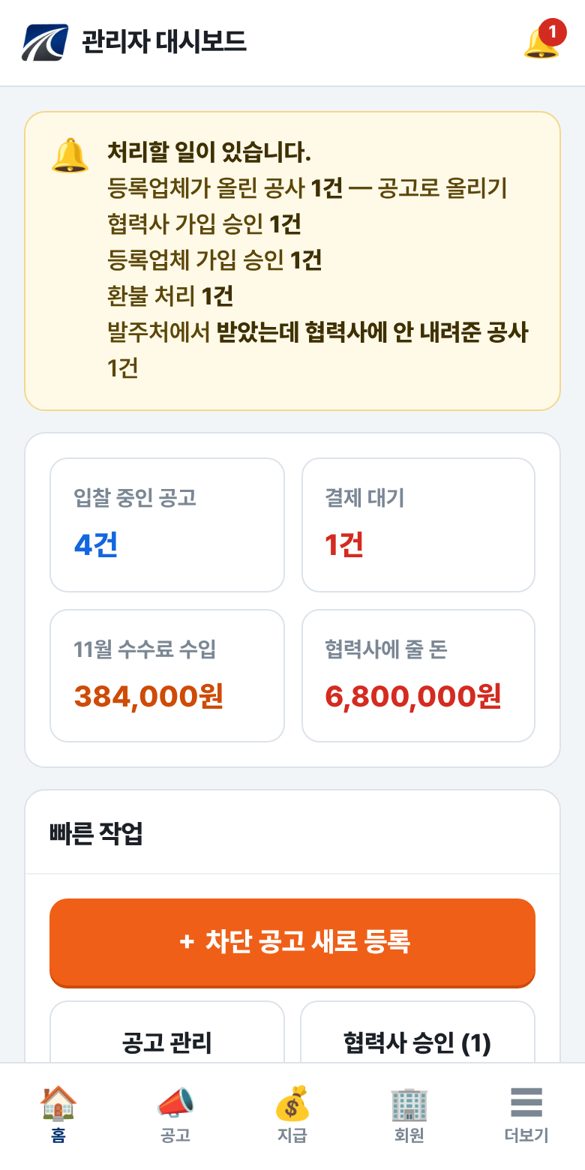 관리자 대시보드
1
처리할 일이 있습니다.
등록업체가 올린 공사 1건 — 공고로 올리기
협력사 가입 승인 1건
등록업체 가입 승인 1건
환불 처리 1건
발주처에서 받았는데 협력사에 안 내려준 공사
1건
입찰 중인 공고
4건
결제 대기
1건
11월 수수료 수입
384,000원
협력사에 줄 돈
6,800,000원
빠른 작업
+ 차단 공고 새로 등록
공고 관리
협력사 승인 (1)
홈
공고
지급
회원
더보기